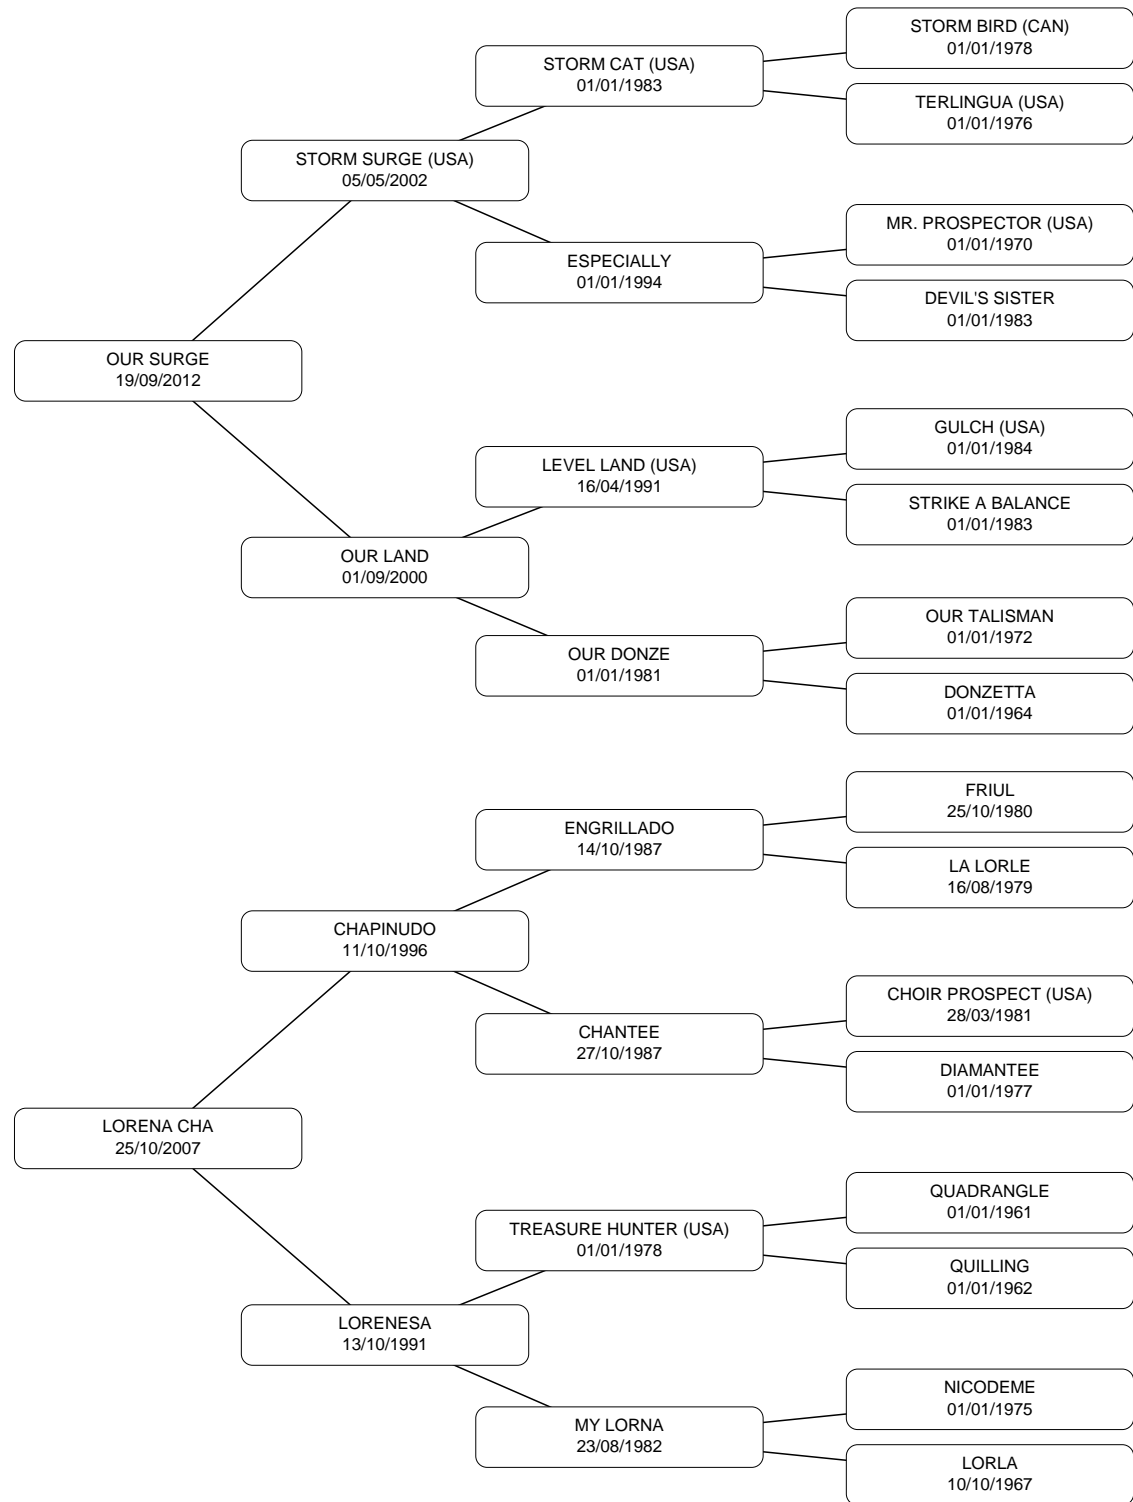 STORM BIRD (CAN)
01/01/1978
STORM CAT (USA)
01/01/1983
TERLINGUA (USA)
01/01/1976
STORM SURGE (USA)
05/05/2002
MR. PROSPECTOR (USA)
01/01/1970
ESPECIALLY
01/01/1994
DEVIL'S SISTER
01/01/1983
OUR SURGE
19/09/2012
GULCH (USA)
01/01/1984
LEVEL LAND (USA)
16/04/1991
STRIKE A BALANCE
01/01/1983
OUR LAND
01/09/2000
OUR TALISMAN
01/01/1972
OUR DONZE
01/01/1981
DONZETTA
01/01/1964
FRIUL
25/10/1980
ENGRILLADO
14/10/1987
LA LORLE
16/08/1979
CHAPINUDO
11/10/1996
CHOIR PROSPECT (USA)
28/03/1981
CHANTEE
27/10/1987
DIAMANTEE
01/01/1977
LORENA CHA
25/10/2007
QUADRANGLE
01/01/1961
TREASURE HUNTER (USA)
01/01/1978
QUILLING
01/01/1962
LORENESA
13/10/1991
NICODEME
01/01/1975
MY LORNA
23/08/1982
LORLA
10/10/1967